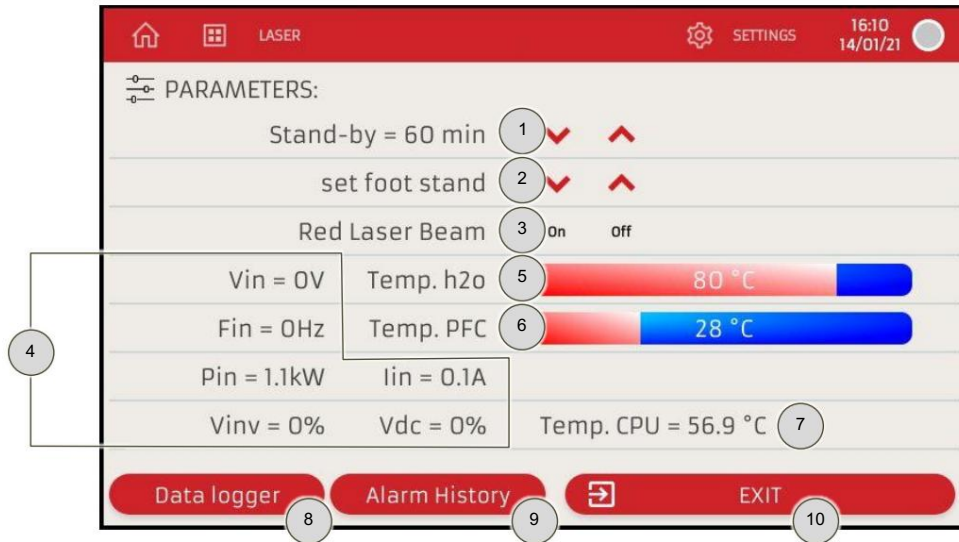 LASER SETTINGS 16:10
14/01/21
PARAMETERS:
Stand-by = 60 min 1
set foot stand 2
Red Laser Beam 3 On Off
Vin = 0V Temp. h2o 5 80 °C
Fin = 0Hz Temp. PFC 6 28 °C
4
Pin = 1.1kW Iin = 0.1A
Vinv = 0% Vdc = 0% Temp. CPU = 56.9 °C 7
Data logger Alarm History EXIT
8 9 10